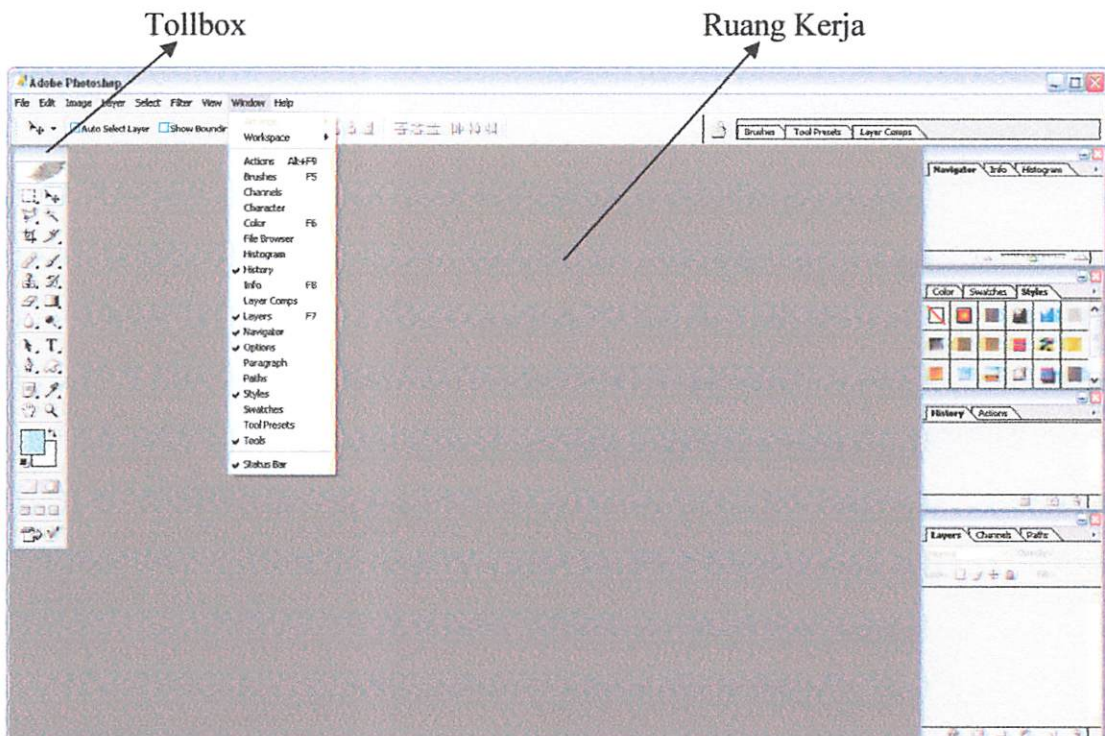 Tollbox Ruang Kerja
Adobe Photoshop
File Edit Image Layer Select Filter View Window Help
Auto Select Layer Show Boundin
Brushes Tool Presets Layer Comps
Workspace
Actions Alt+F9
Brushes F5
Channels
Character
Color F6
File Browser
Histogram
History
Info F8
Layer Comps
Layers F7
Navigator
Options
Paragraph
Paths
Styles
Swatches
Tool Presets
Tools
Status Bar
Navigator Info Histogram
Color Swatches Styles
History Actions
Layers Channels Paths